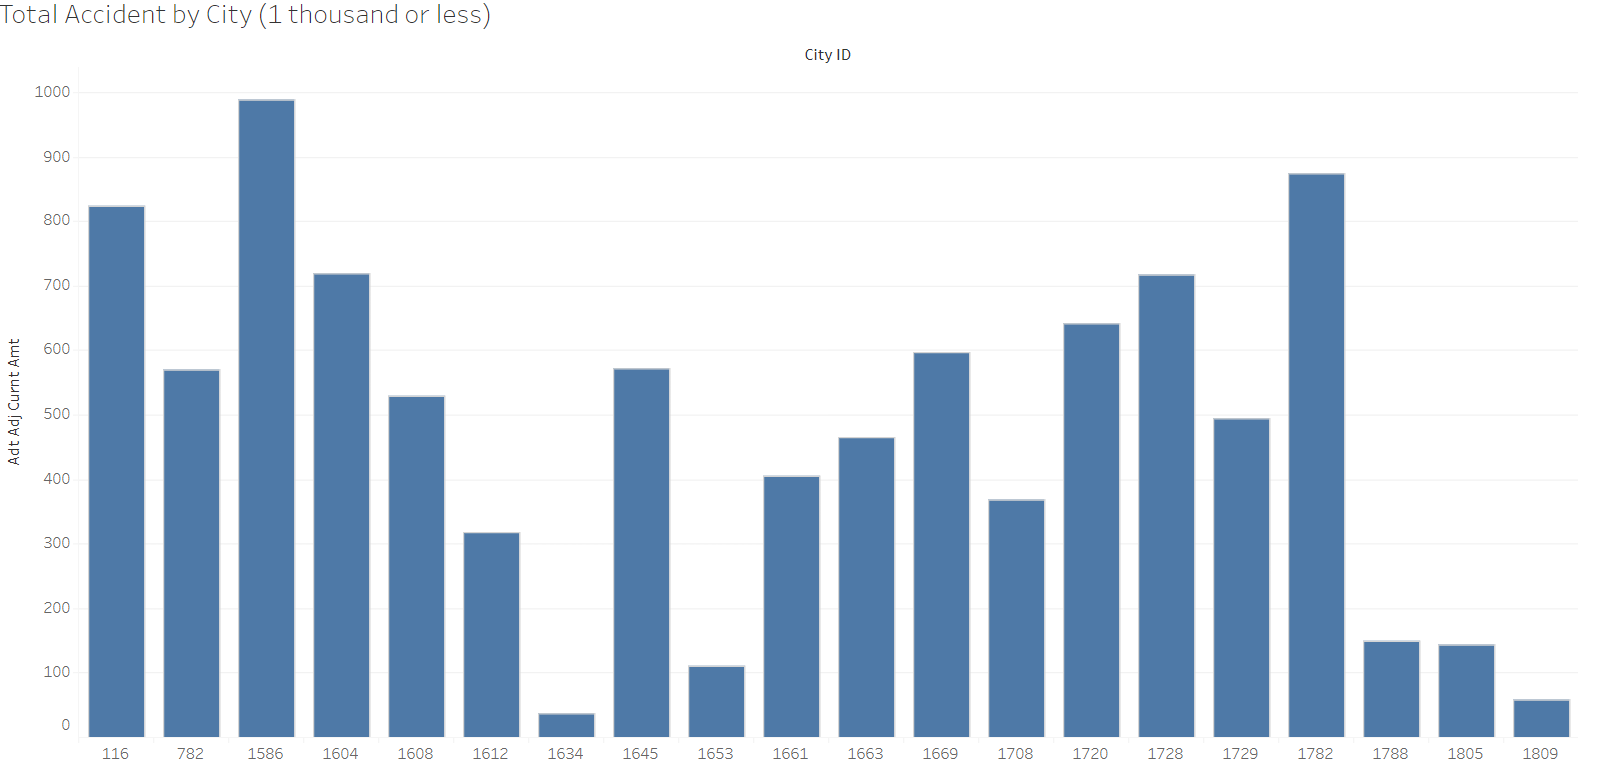 Total Accident by City (1 thousand or less)
City ID
Adt Adj Curnt Amt
1000
900
800
700
600
500
400
300
200
100
0
116 782 1586 1604 1608 1612 1634 1645 1653 1661 1663 1669 1708 1720 1728 1729 1782 1788 1805 1809